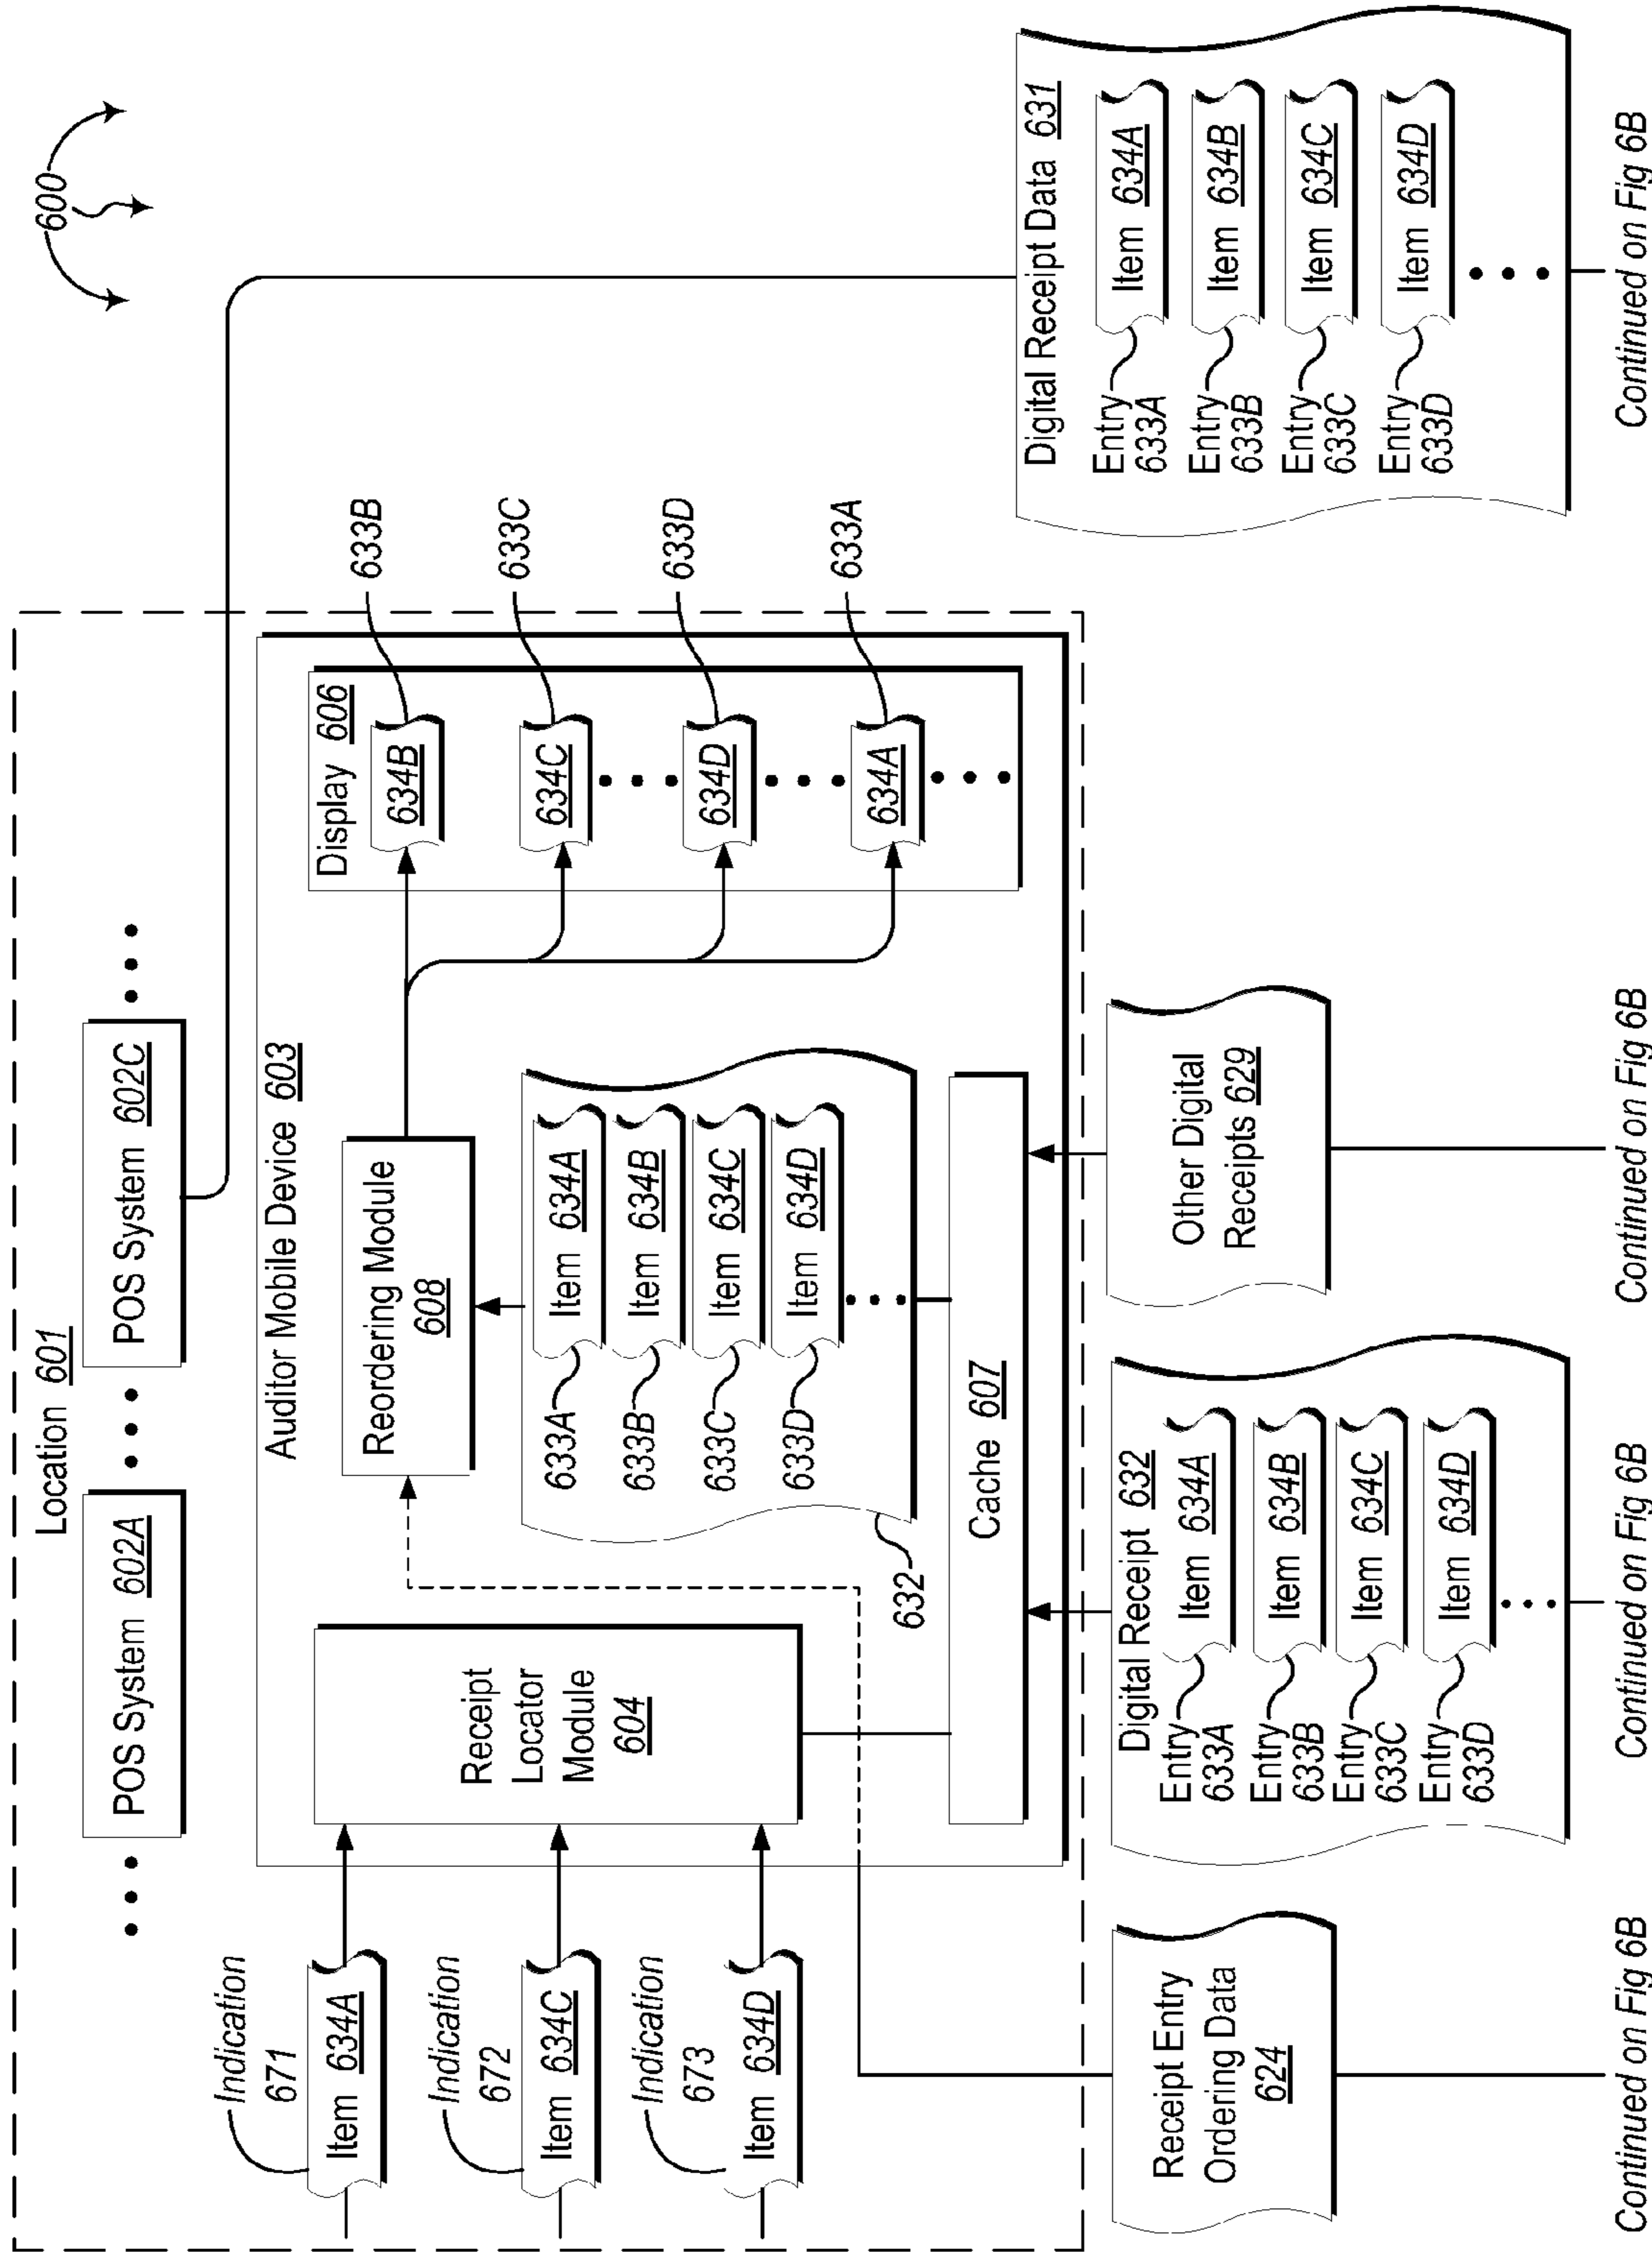 600
Location 601
POS System 602A
POS System 602C
Auditor Mobile Device 603
Indication
671
Item 634A
Indication
672
Item 634C
Indication
673
Item 634D
Receipt
Locator
Module
604
Reordering Module
608
633A
Item 634A
633B
Item 634B
633C
Item 634C
633D
Item 634D
632
Cache 607
Display 606
634B
633B
634C
633C
634D
633D
634A
633A
Receipt Entry
Ordering Data
624
Continued on Fig 6B
Digital Receipt 632
Entry
633A
Item 634A
Entry
633B
Item 634B
Entry
633C
Item 634C
Entry
633D
Item 634D
Continued on Fig 6B
Other Digital
Receipts 629
Continued on Fig 6B
Digital Receipt Data 631
Entry
633A
Item 634A
Entry
633B
Item 634B
Entry
633C
Item 634C
Entry
633D
Item 634D
Continued on Fig 6B